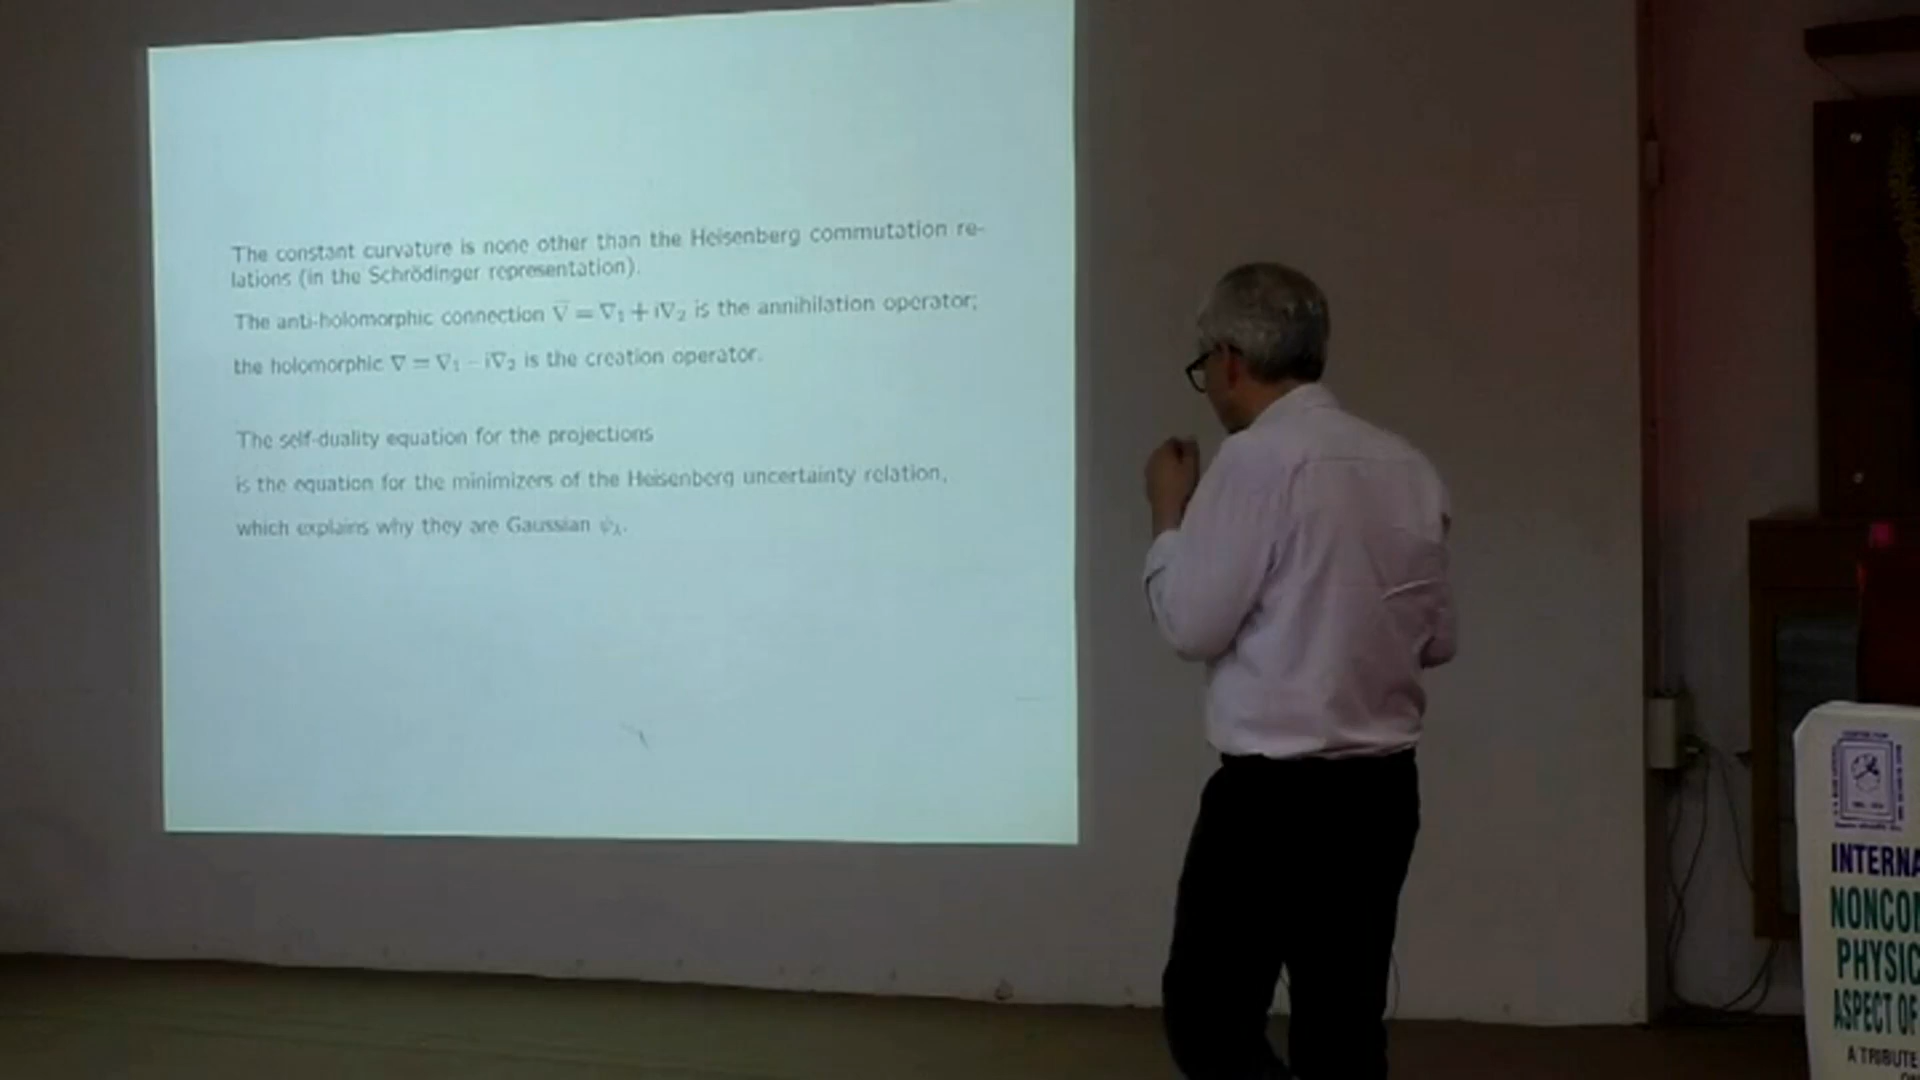 The constant curvature is none other than the Heisenberg commutation re-
lations (in the Schrödinger representation).
The anti-holomorphic connection ∇̅ = ∇₁ + i∇₂ is the annihilation operator;
the holomorphic ∇ = ∇₁ − i∇₂ is the creation operator.
The self-duality equation for the projections
is the equation for the minimizers of the Heisenberg uncertainty relation,
which explains why they are Gaussian ψλ.
INTERNA
NONCO
PHYSIC
ASPECT OF
A TRIBUTE